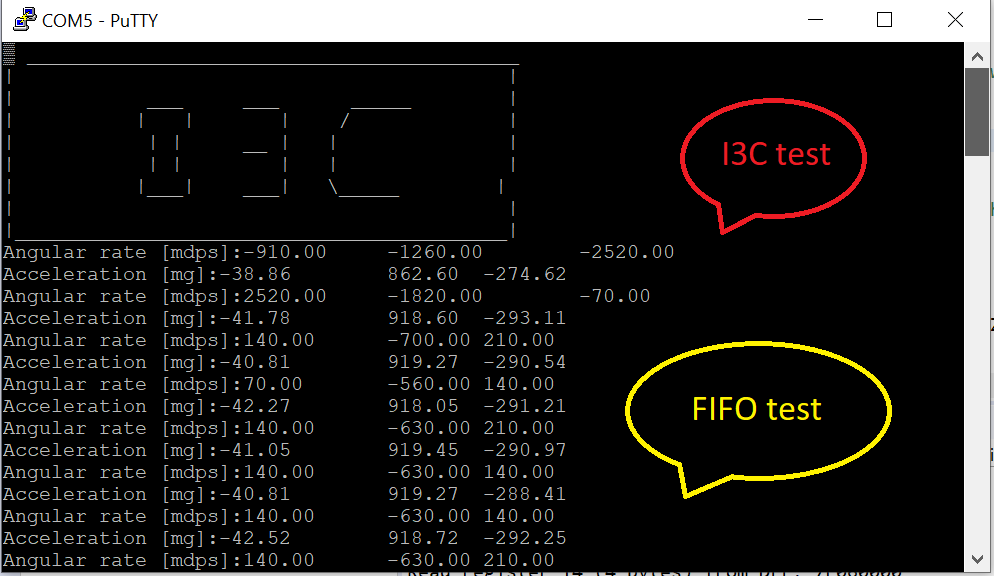 COM5 - PuTTY
I3C
I3C test
Angular rate [mdps]:-910.00 -1260.00 -2520.00
Acceleration [mg]:-38.86 862.60 -274.62
Angular rate [mdps]:2520.00 -1820.00 -70.00
Acceleration [mg]:-41.78 918.60 -293.11
Angular rate [mdps]:140.00 -700.00 210.00
Acceleration [mg]:-40.81 919.27 -290.54
Angular rate [mdps]:70.00 -560.00 140.00
Acceleration [mg]:-42.27 918.05 -291.21
FIFO test
Angular rate [mdps]:140.00 -630.00 210.00
Acceleration [mg]:-41.05 919.45 -290.97
Angular rate [mdps]:140.00 -630.00 140.00
Acceleration [mg]:-40.81 919.27 -288.41
Angular rate [mdps]:140.00 -630.00 140.00
Acceleration [mg]:-42.52 918.72 -292.25
Angular rate [mdps]:140.00 -630.00 210.00